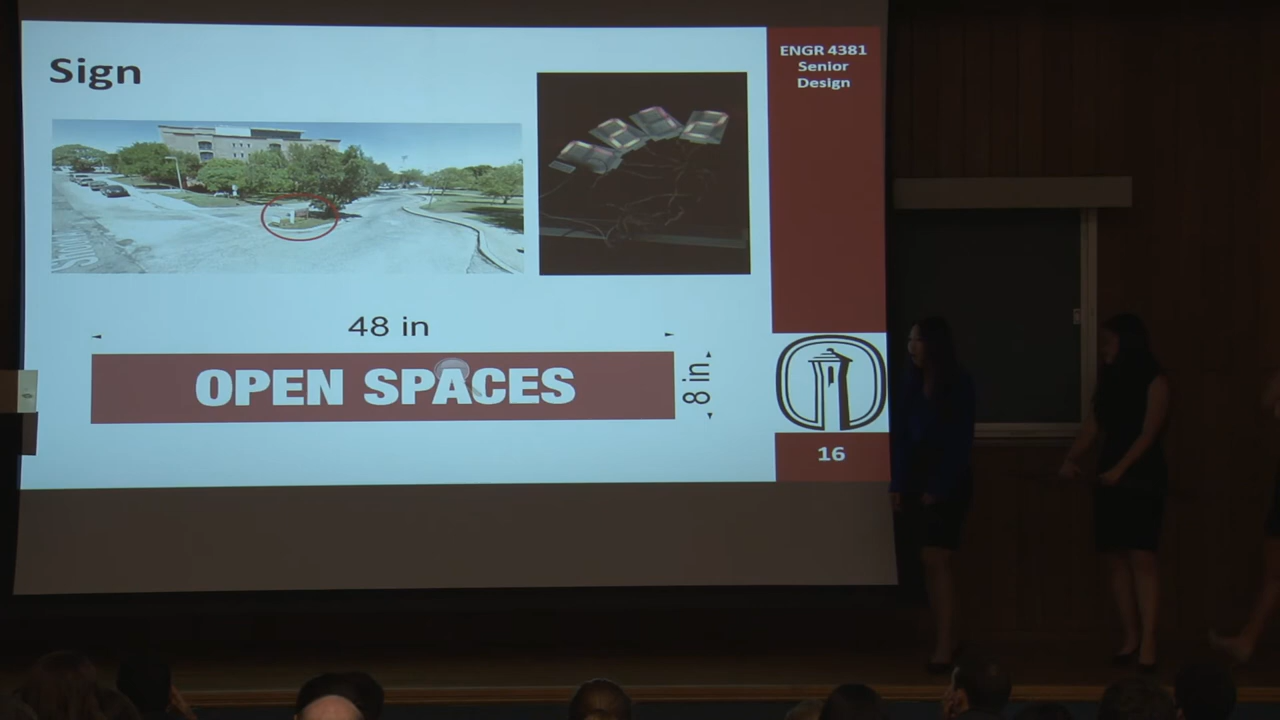 Sign
ENGR 4381
Senior
Design
48 in
OPEN SPACES
8 in
16